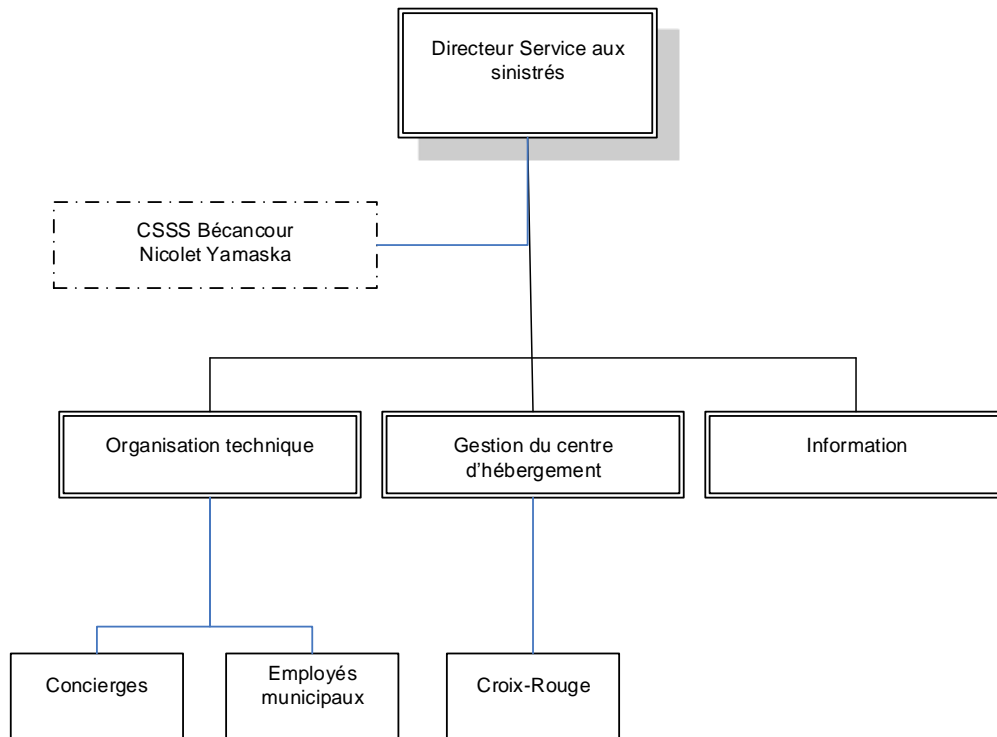 Directeur Service aux
sinistrés
CSSS Bécancour
Nicolet Yamaska
Organisation technique
Gestion du centre
d'hébergement
Information
Concierges
Employés
municipaux
Croix-Rouge